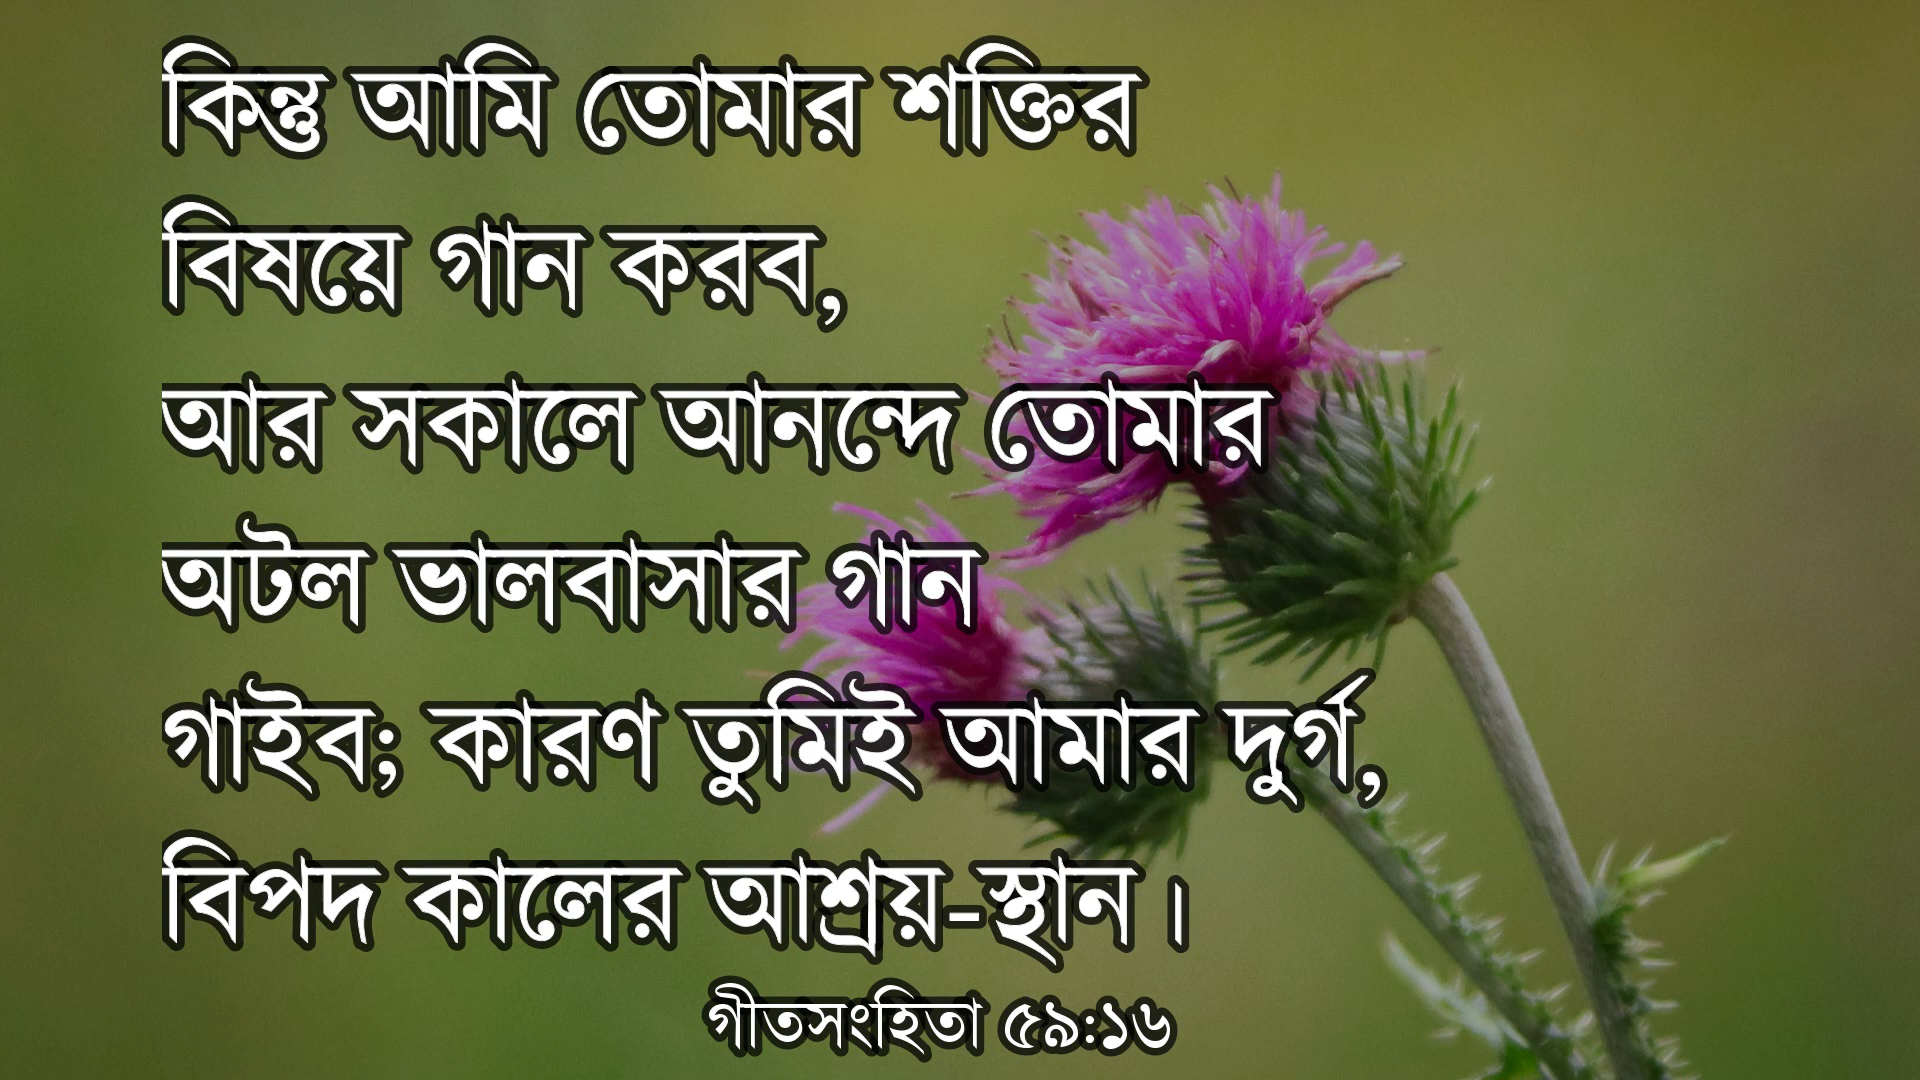 কিন্তু আমি তোমার শক্তির
বিষয়ে গান করব,
আর সকালে আনন্দে তোমার
অটল ভালবাসার গান
গাইব; কারণ তুমিই আমার দুর্গ,
বিপদ কালের আশ্রয়-স্থান।
গীতসংহিতা ৫৯:১৬